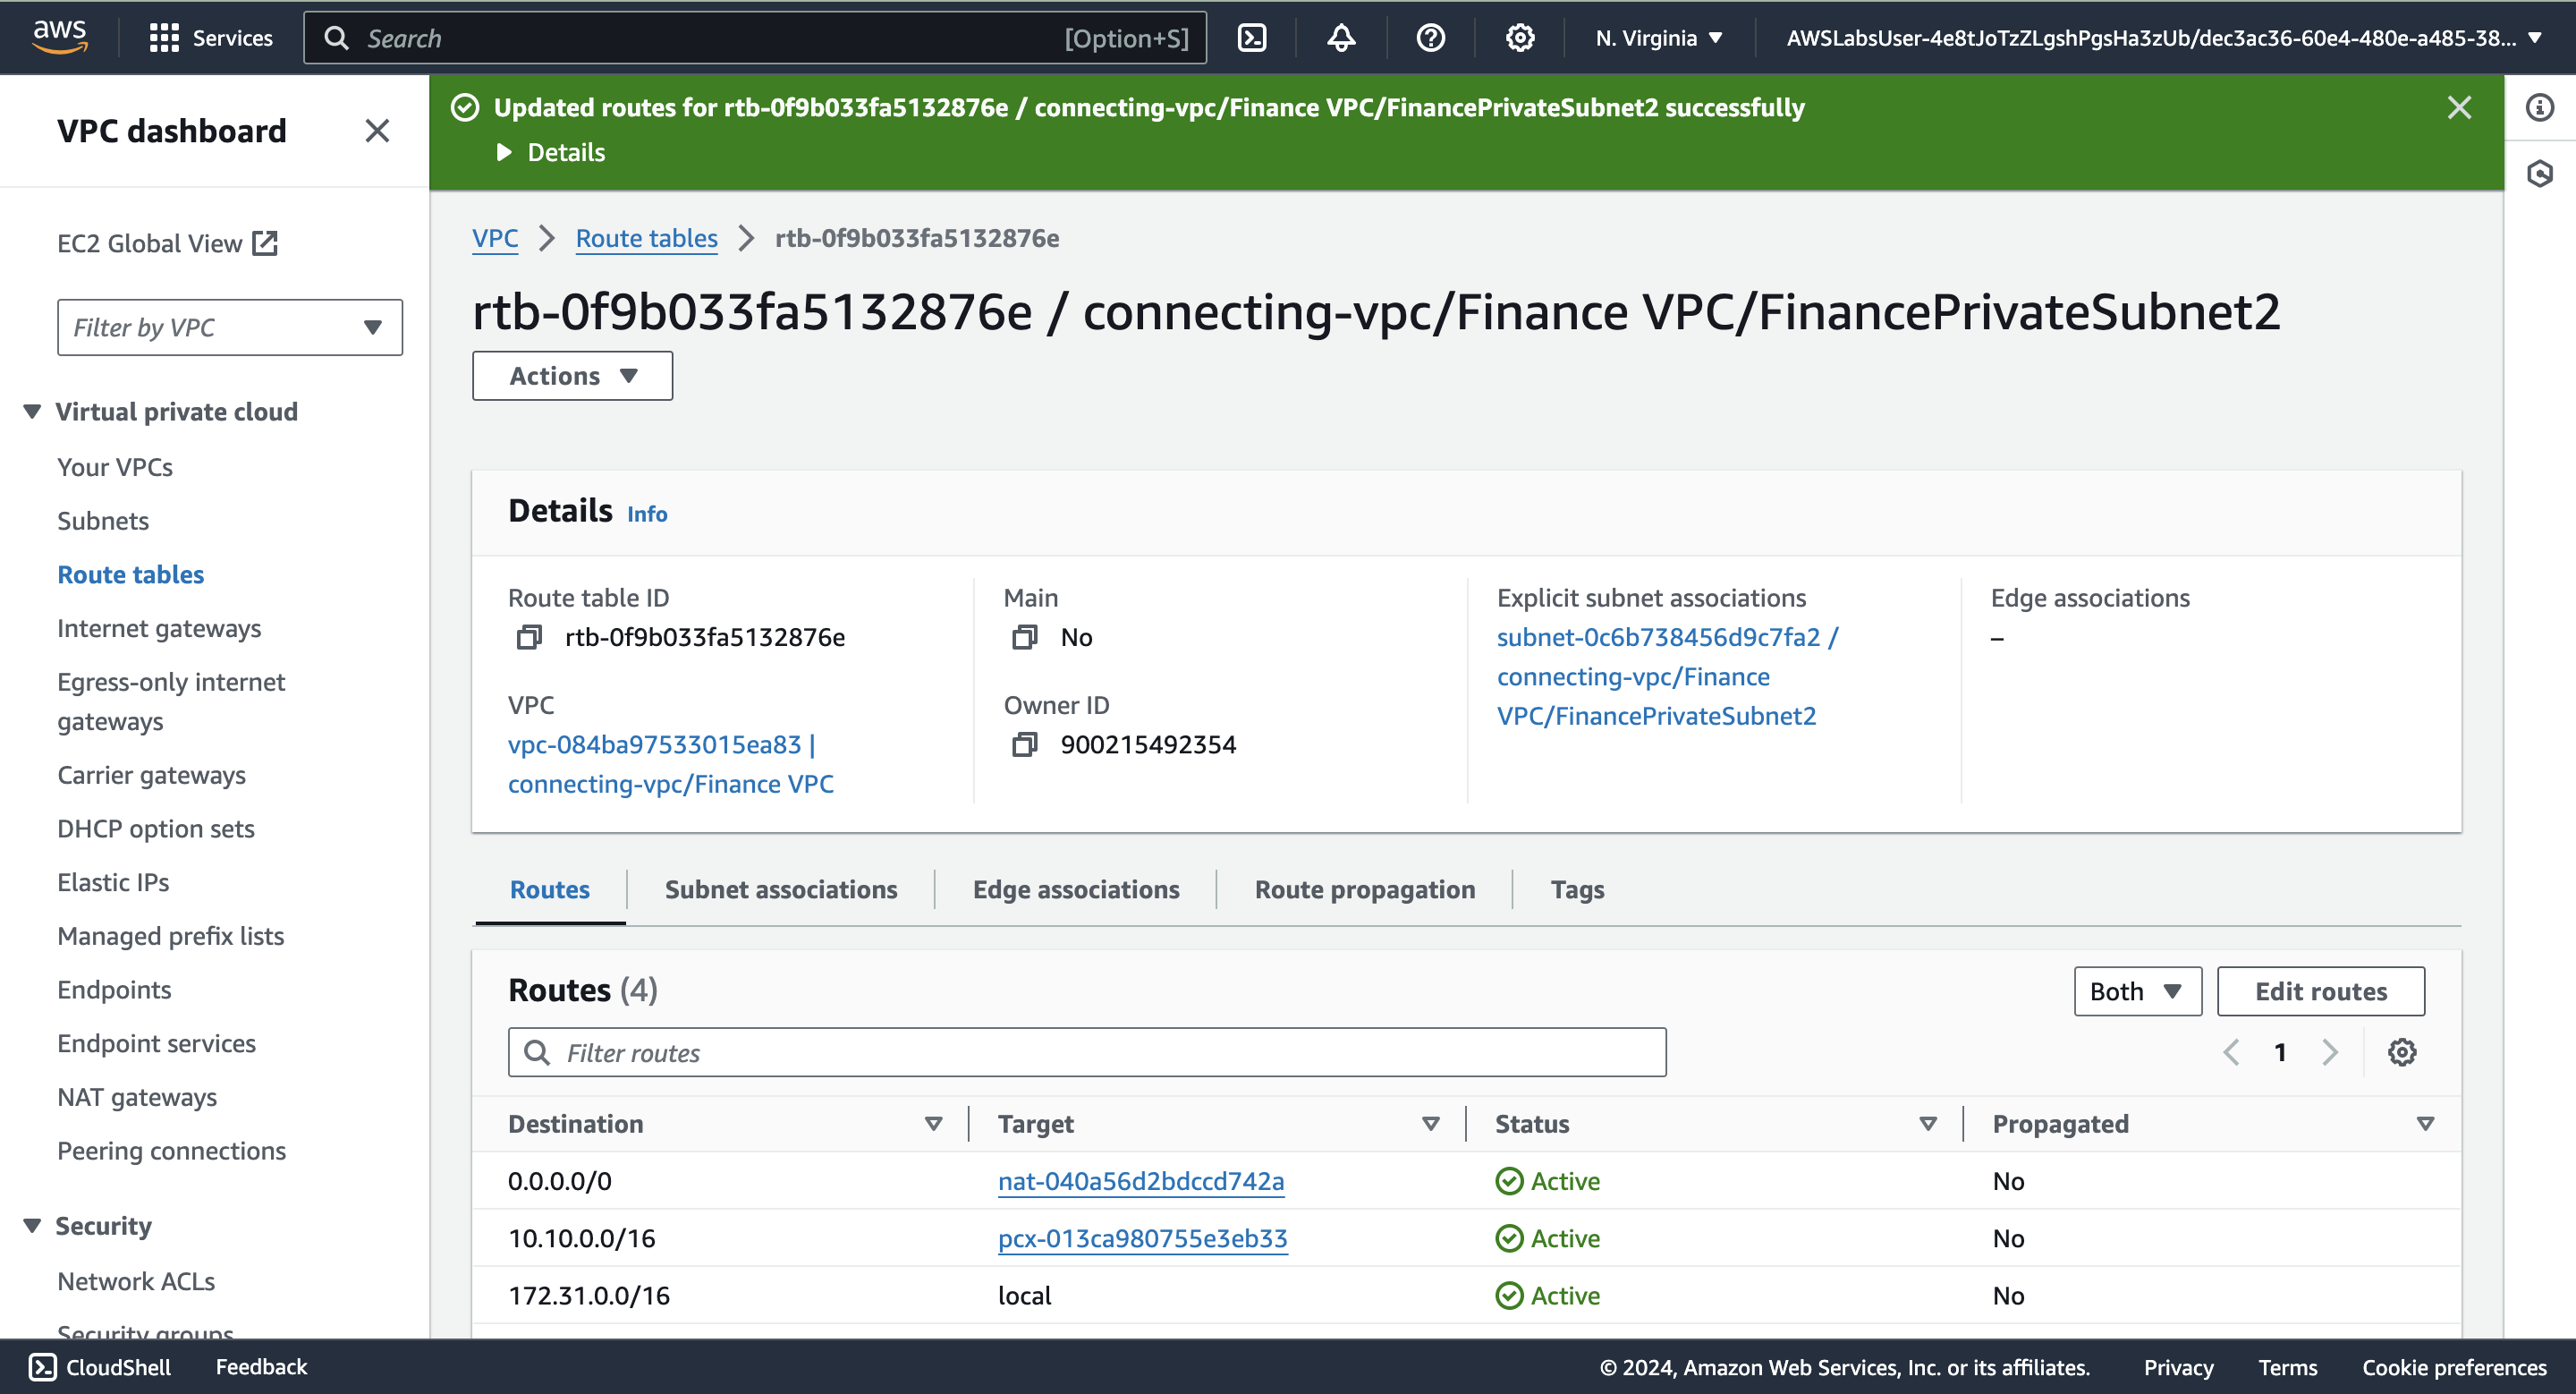 aws
Services
Search
[Option+S]
N. Virginia
AWSLabsUser-4e8tJoTzZLgshPgsHa3zUb/dec3ac36-60e4-480e-a485-38...
VPC dashboard
EC2 Global View
Filter by VPC
Virtual private cloud
Your VPCs
Subnets
Route tables
Internet gateways
Egress-only internet
gateways
Carrier gateways
DHCP option sets
Elastic IPs
Managed prefix lists
Endpoints
Endpoint services
NAT gateways
Peering connections
Security
Network ACLs
Security groups
Updated routes for rtb-0f9b033fa5132876e / connecting-vpc/Finance VPC/FinancePrivateSubnet2 successfully
Details
VPC > Route tables > rtb-0f9b033fa5132876e
rtb-0f9b033fa5132876e / connecting-vpc/Finance VPC/FinancePrivateSubnet2
Actions
Details Info
Route table ID
rtb-0f9b033fa5132876e
VPC
vpc-084ba97533015ea83 |
connecting-vpc/Finance VPC
Main
No
Owner ID
900215492354
Explicit subnet associations
subnet-0c6b738456d9c7fa2 /
connecting-vpc/Finance
VPC/FinancePrivateSubnet2
Edge associations
–
Routes
Subnet associations
Edge associations
Route propagation
Tags
Routes (4)
Both
Edit routes
Filter routes
1
Destination Target Status Propagated
0.0.0.0/0 nat-040a56d2bdccd742a Active No
10.10.0.0/16 pcx-013ca980755e3eb33 Active No
172.31.0.0/16 local Active No
CloudShell
Feedback
© 2024, Amazon Web Services, Inc. or its affiliates.
Privacy
Terms
Cookie preferences